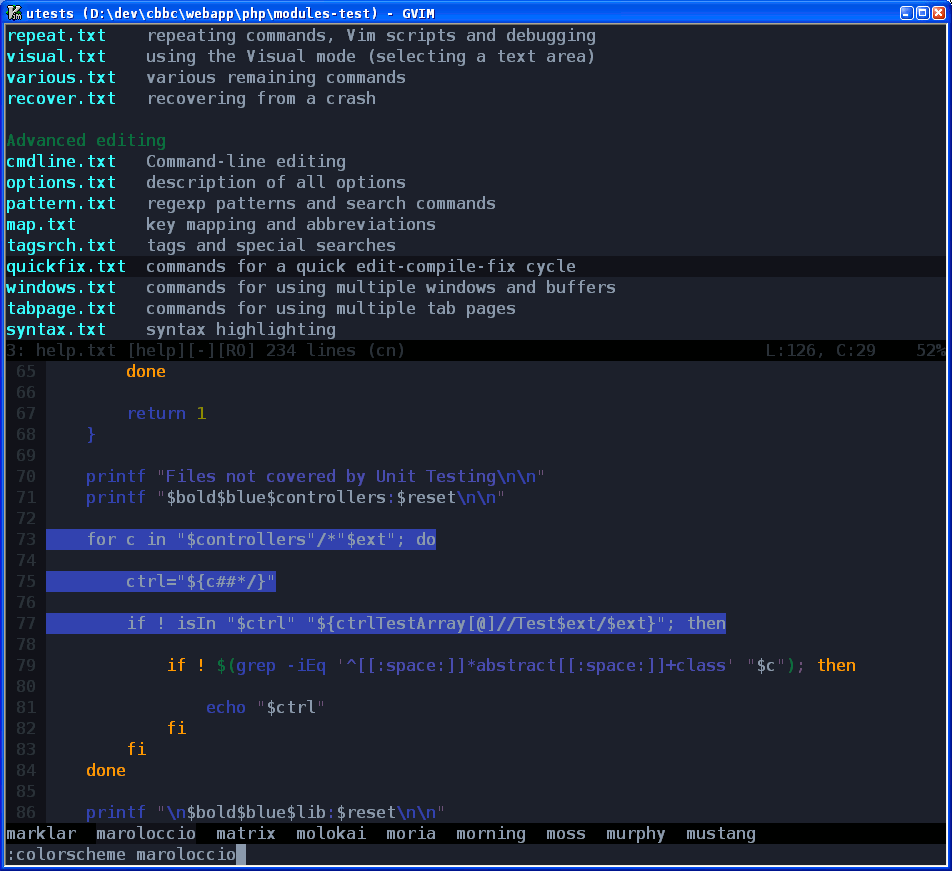 utests (D:\dev\cbbc\webapp\php\modules-test) - GVIM
repeat.txt repeating commands, Vim scripts and debugging
visual.txt using the Visual mode (selecting a text area)
various.txt various remaining commands
recover.txt recovering from a crash
Advanced editing
cmdline.txt Command-line editing
options.txt description of all options
pattern.txt regexp patterns and search commands
map.txt key mapping and abbreviations
tagsrch.txt tags and special searches
quickfix.txt commands for a quick edit-compile-fix cycle
windows.txt commands for using multiple windows and buffers
tabpage.txt commands for using multiple tab pages
syntax.txt syntax highlighting
3: help.txt [help][-][RO] 234 lines (cn) L:126, C:29 52%
65 done
66
67 return 1
68 }
69
70 printf "Files not covered by Unit Testing\n\n"
71 printf "$bold$blue$controllers:$reset\n\n"
72
73 for c in "$controllers"/*"$ext"; do
74
75 ctrl="${c##*/}"
76
77 if ! isIn "$ctrl" "${ctrlTestArray[@]//Test$ext/$ext}"; then
78
79 if ! $(grep -iEq '^[[:space:]]*abstract[[:space:]]+class' "$c"); then
80
81 echo "$ctrl"
82 fi
83 fi
84 done
85
86 printf "\n$bold$blue$lib:$reset\n\n"
marklar maroloccio matrix molokai moria morning moss murphy mustang
:colorscheme maroloccio